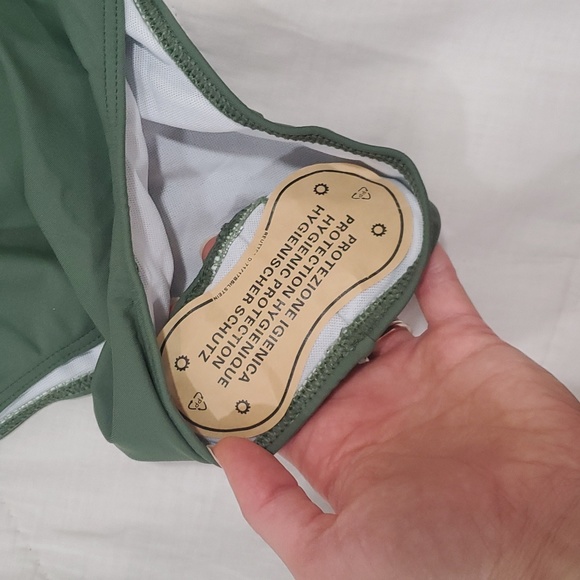 PROTEZIONE IGIENICA
PROTECTION HYGIENIQUE
HYGIENIC PROTECTION
HYGIENISCHER SCHUTZ